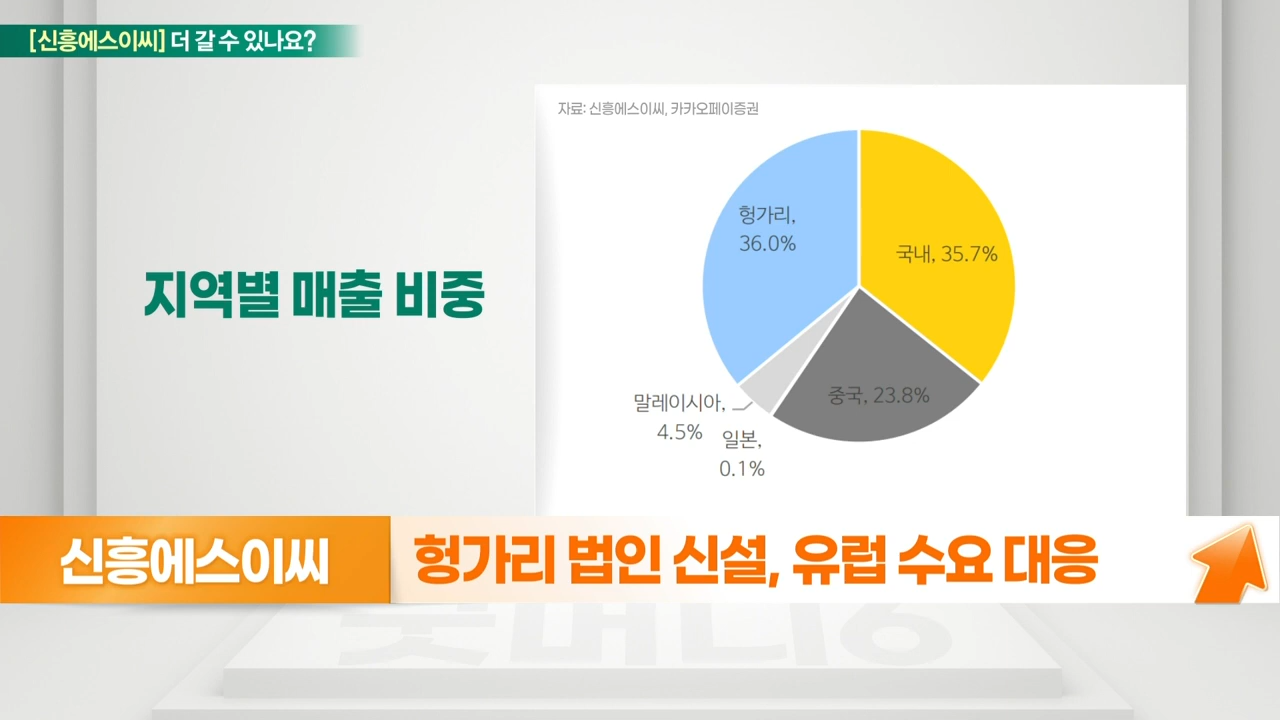 [신흥에스이씨] 더 갈 수 있나요?
자료: 신흥에스이씨, 카카오페이증권
헝가리,
36.0%
국내, 35.7%
지역별 매출 비중
중국, 23.8%
말레이시아,
4.5%
일본,
0.1%
신흥에스이씨
헝가리 법인 신설, 유럽 수요 대응
머니6